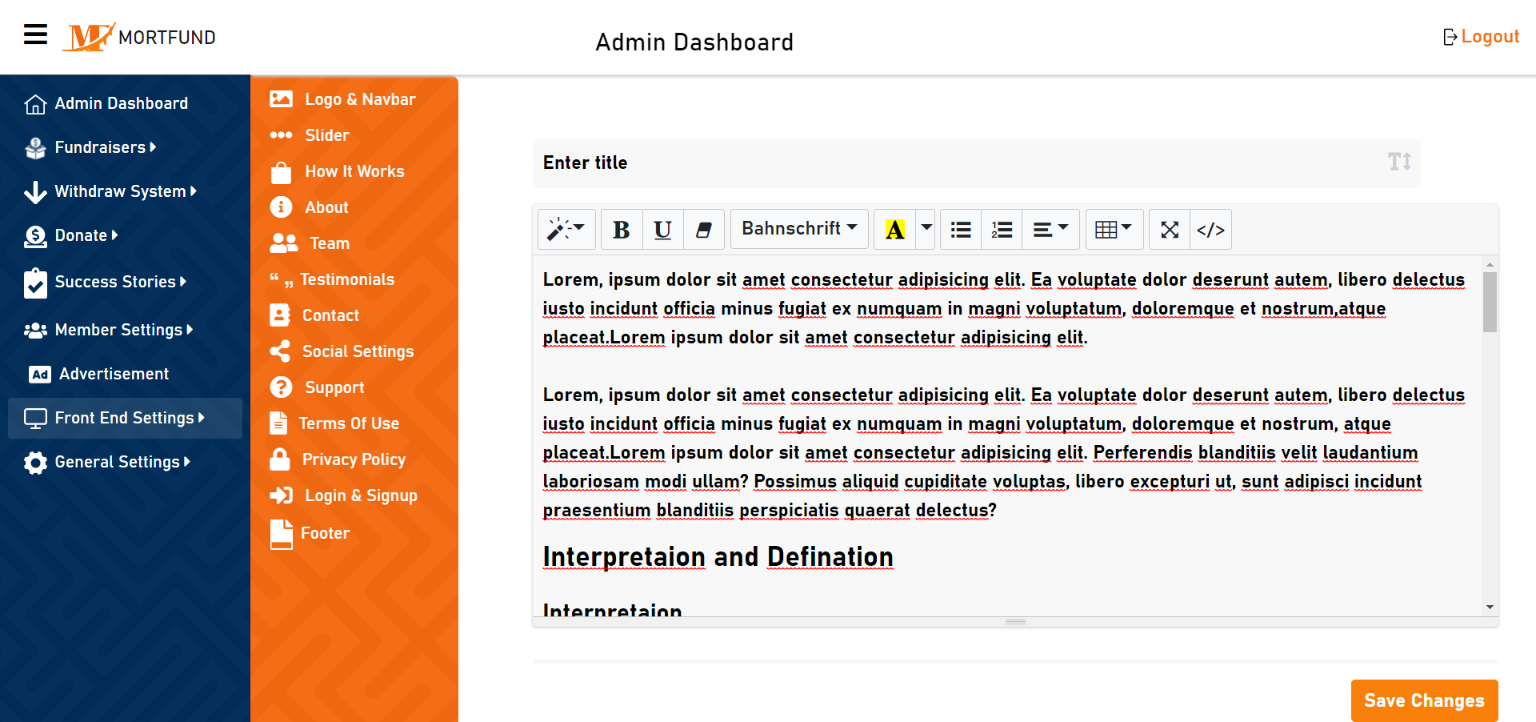 MORTFUND
Admin Dashboard
Logout
Admin Dashboard
Fundraisers
Withdraw System
Donate
Success Stories
Member Settings
Ad Advertisement
Front End Settings
General Settings
Logo & Navbar
Slider
How It Works
About
Team
Testimonials
Contact
Social Settings
Support
Terms Of Use
Privacy Policy
Login & Signup
Footer
Enter title
B U Bahnschrift A </>
Lorem, ipsum dolor sit amet consectetur adipisicing elit. Ea voluptate dolor deserunt autem, libero delectus
iusto incidunt officia minus fugiat ex numquam in magni voluptatum, doloremque et nostrum,atque
placeat.Lorem ipsum dolor sit amet consectetur adipisicing elit.
Lorem, ipsum dolor sit amet consectetur adipisicing elit. Ea voluptate dolor deserunt autem, libero delectus
iusto incidunt officia minus fugiat ex numquam in magni voluptatum, doloremque et nostrum, atque
placeat.Lorem ipsum dolor sit amet consectetur adipisicing elit. Perferendis blanditiis velit laudantium
laboriosam modi ullam? Possimus aliquid cupiditate voluptas, libero excepturi ut, sunt adipisci incidunt
praesentium blanditiis perspiciatis quaerat delectus?
Interpretaion and Defination
Interpretaion
Save Changes